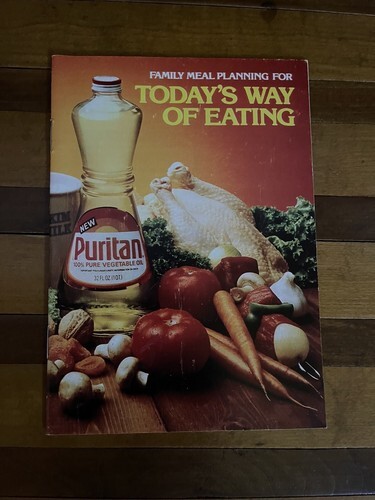 FAMILY MEAL PLANNING FOR
TODAY'S WAY
OF EATING
NEW
Puritan
100% PURE VEGETABLE OIL